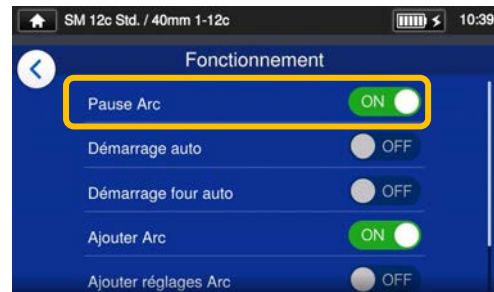 SM 12c Std. / 40mm 1-12c 10:39
Fonctionnement
Pause Arc ON
Démarrage auto OFF
Démarrage four auto OFF
Ajouter Arc ON
Ajouter réglages Arc OFF